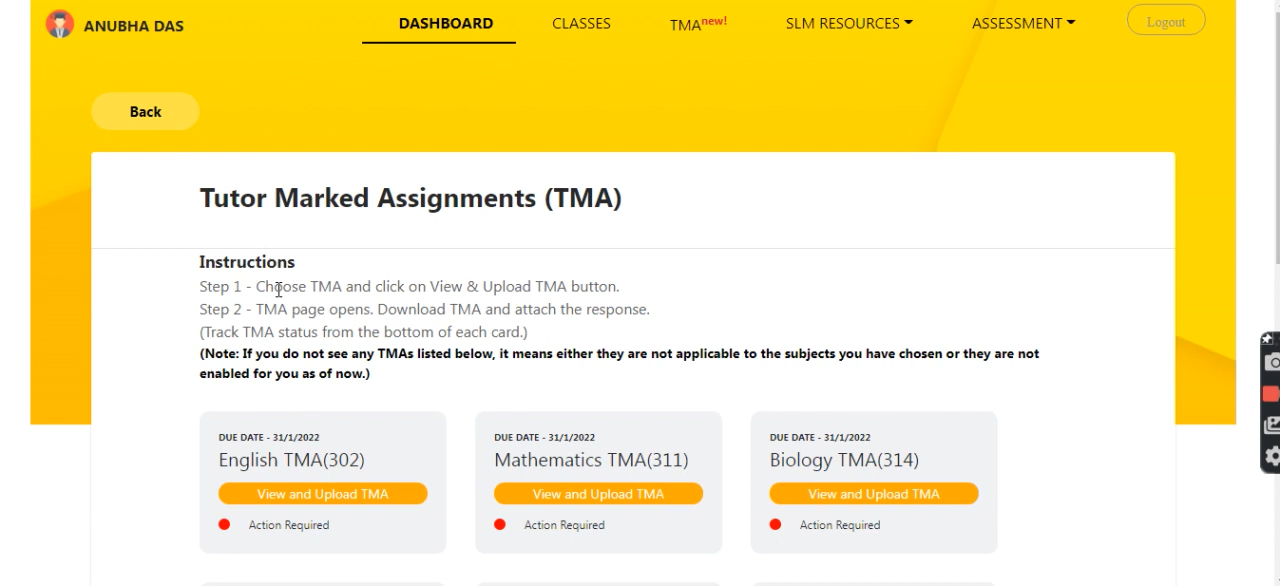 ANUBHA DAS
DASHBOARD
CLASSES
TMAnew!
SLM RESOURCES
ASSESSMENT
Logout
Back
Tutor Marked Assignments (TMA)
Instructions
Step 1 - Choose TMA and click on View & Upload TMA button.
Step 2 - TMA page opens. Download TMA and attach the response.
(Track TMA status from the bottom of each card.)
(Note: If you do not see any TMAs listed below, it means either they are not applicable to the subjects you have chosen or they are not
enabled for you as of now.)
DUE DATE - 31/1/2022
English TMA(302)
View and Upload TMA
Action Required
DUE DATE - 31/1/2022
Mathematics TMA(311)
View and Upload TMA
Action Required
DUE DATE - 31/1/2022
Biology TMA(314)
View and Upload TMA
Action Required